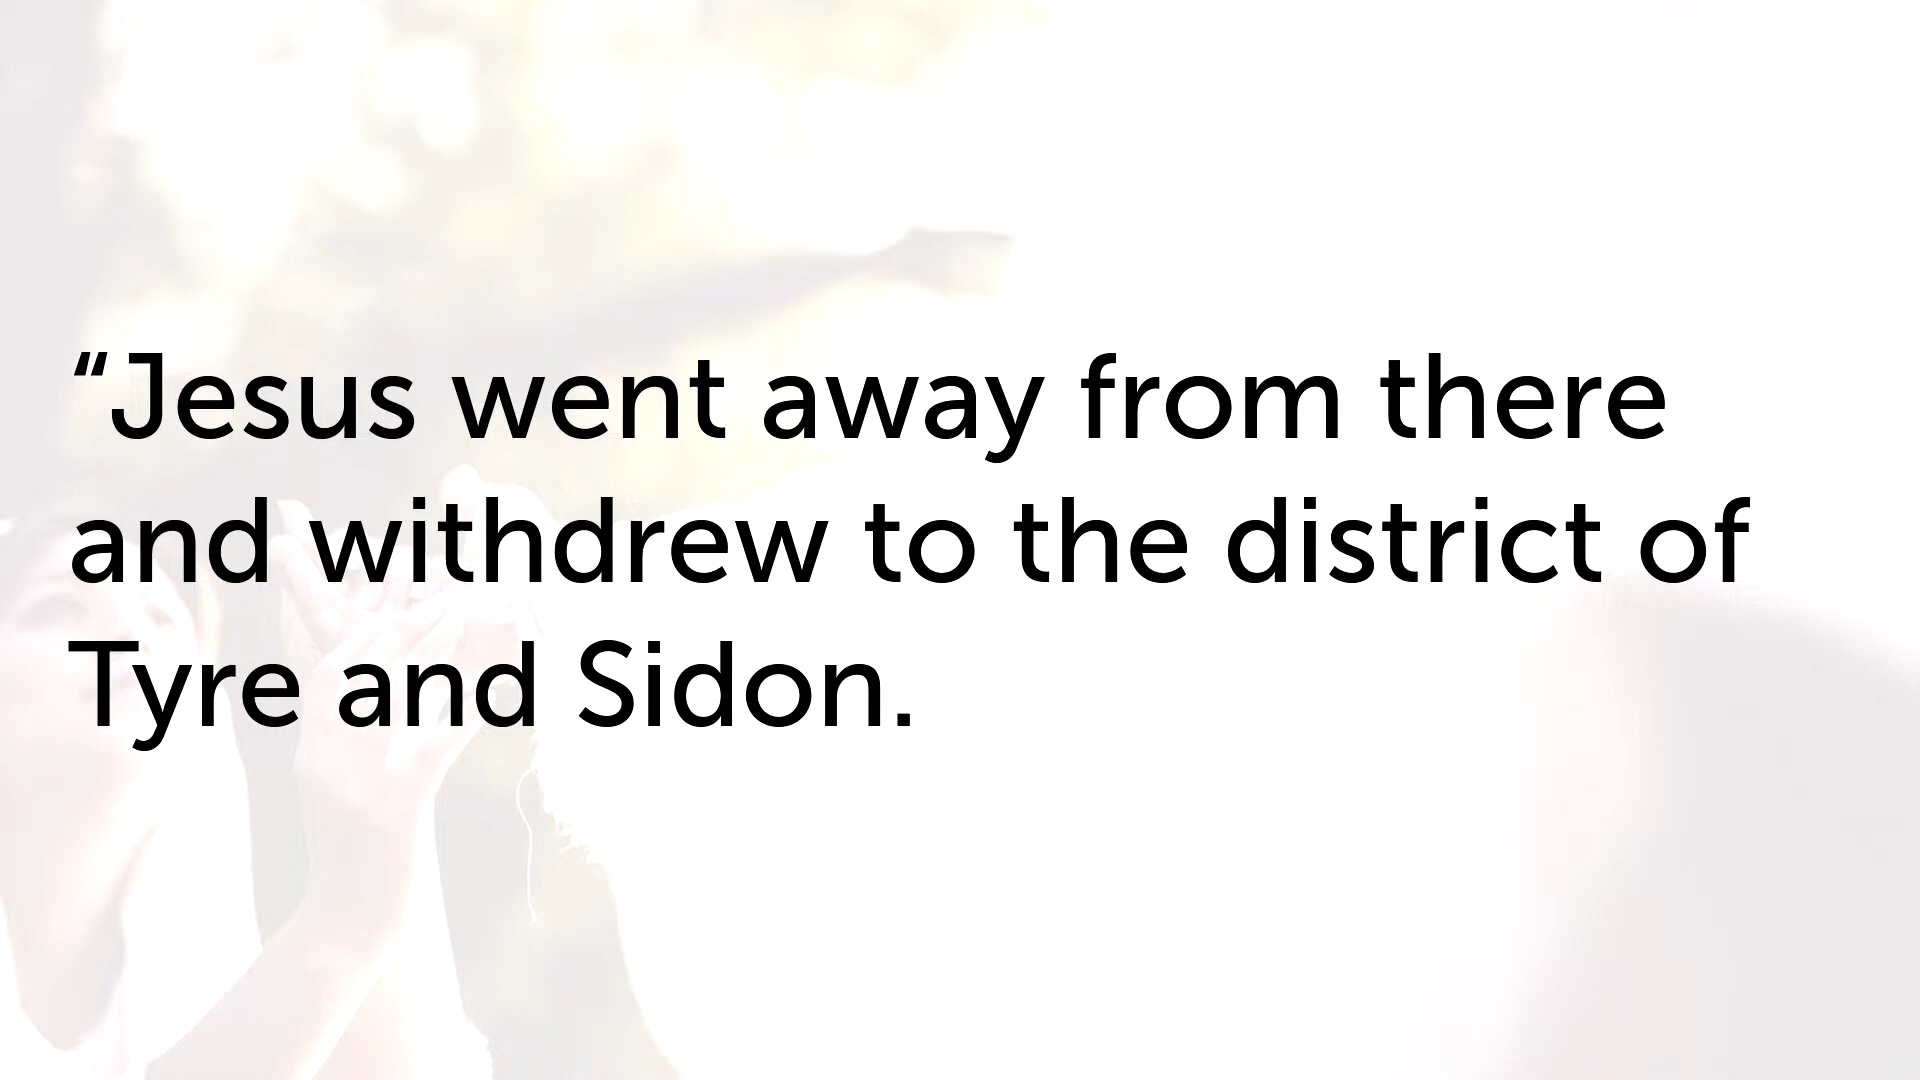 “Jesus went away from there
and withdrew to the district of
Tyre and Sidon.